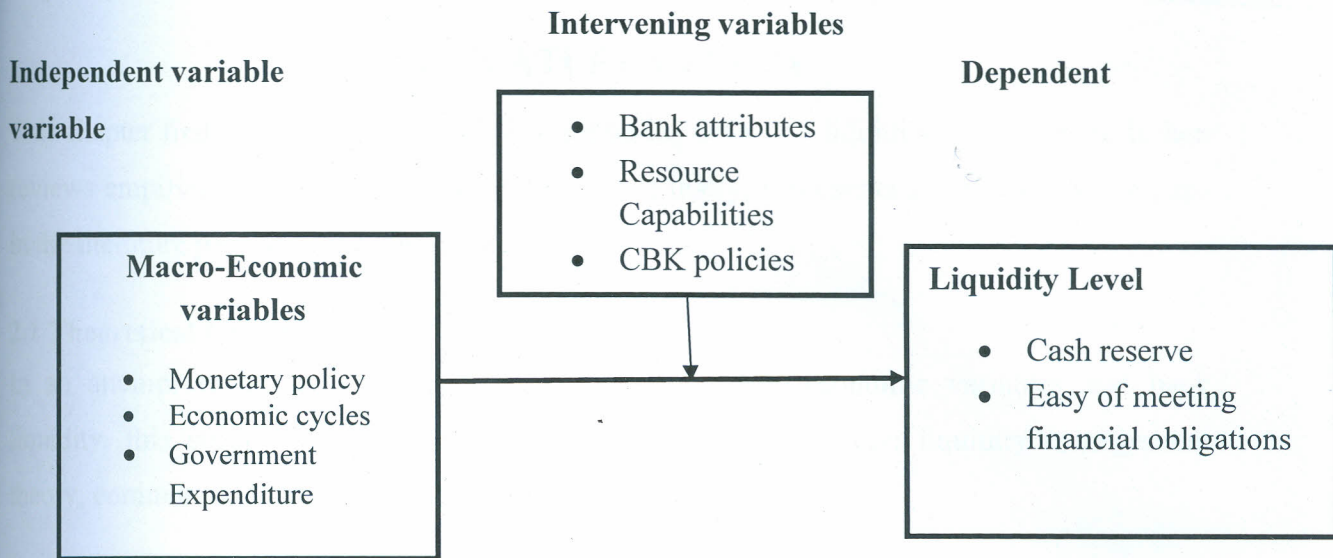 Intervening variables
Independent variable
Dependent
variable
• Bank attributes
• Resource
Capabilities
• CBK policies
Macro-Economic
variables
• Monetary policy
• Economic cycles
• Government
Expenditure
Liquidity Level
• Cash reserve
• Easy of meeting
financial obligations